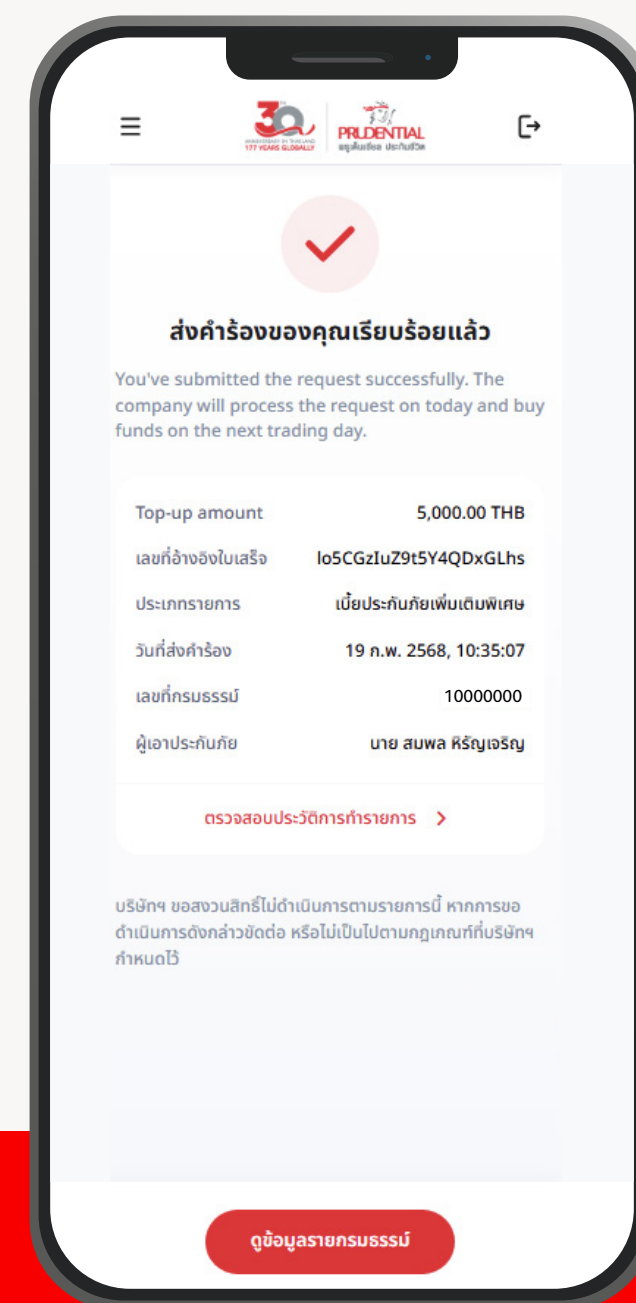 30TH
ANNIVERSARY IN THAILAND
177 YEARS GLOBALLY
PRUDENTIAL
พรูเด็นเชียล ประกันชีวิต
ส่งคำร้องของคุณเรียบร้อยแล้ว
You've submitted the request successfully. The
company will process the request on today and buy
funds on the next trading day.
Top-up amount 5,000.00 THB
เลขที่อ้างอิงใบเสร็จ lo5CGzIuZ9t5Y4QDxGLhs
ประเภทรายการ เบี้ยประกันภัยเพิ่มเติมพิเศษ
วันที่ส่งคำร้อง 19 ก.พ. 2568, 10:35:07
เลขที่กรมธรรม์ 10000000
ผู้เอาประกันภัย นาย สมพล หิรัญเจริญ
ตรวจสอบประวัติการทำรายการ
บริษัทฯ ขอสงวนสิทธิ์ไม่ดำเนินการตามรายการนี้ หากการขอ
ดำเนินการดังกล่าวขัดต่อ หรือไม่เป็นไปตามกฎเกณฑ์ที่บริษัทฯ
กำหนดไว้
ดูข้อมูลรายกรมธรรม์